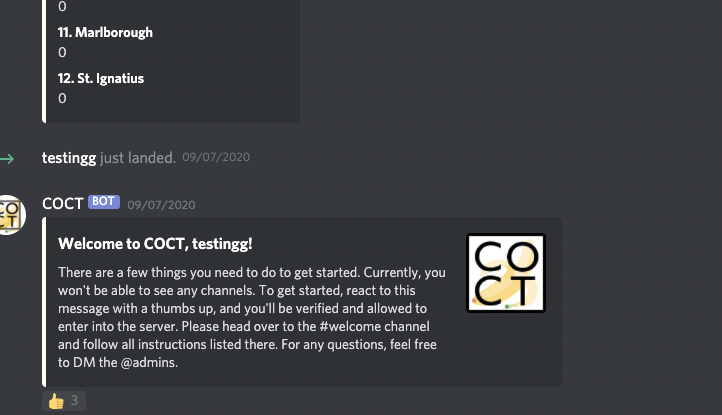 0
11. Marlborough
0
12. St. Ignatius
0
testingg just landed. 09/07/2020
COCT BOT 09/07/2020
Welcome to COCT, testingg!
There are a few things you need to do to get started. Currently, you
won't be able to see any channels. To get started, react to this
message with a thumbs up, and you'll be verified and allowed to
enter into the server. Please head over to the #welcome channel
and follow all instructions listed there. For any questions, feel free
to DM the @admins.
CO
CT
3